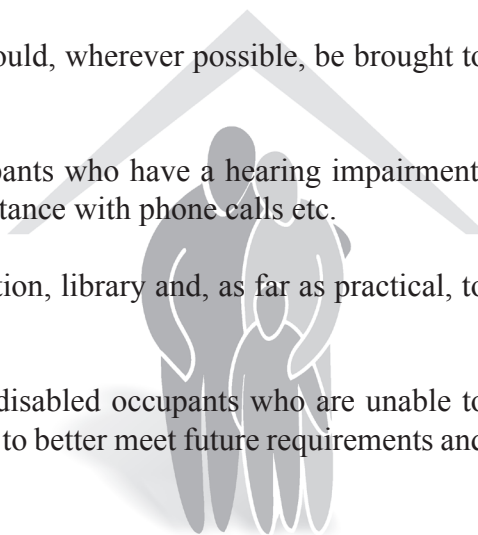 ould, wherever possible, be brought to
pants who have a hearing impairment
tance with phone calls etc.
tion, library and, as far as practical, to
disabled occupants who are unable to
to better meet future requirements and